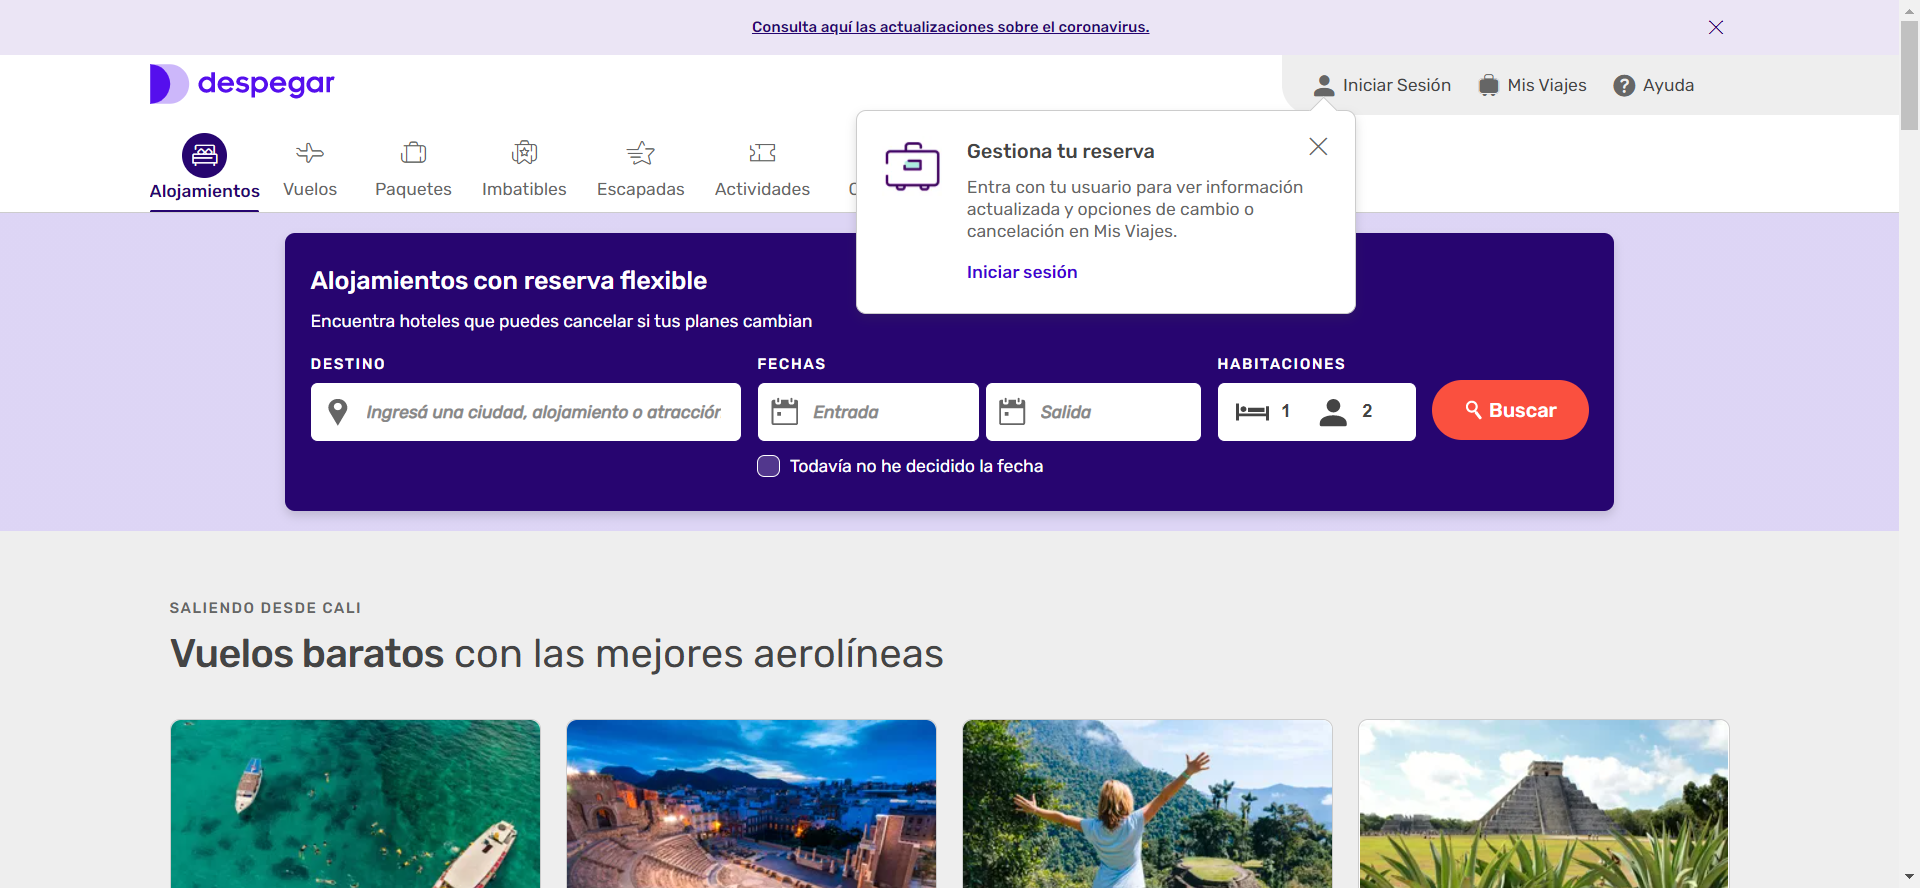 Consulta aquí las actualizaciones sobre el coronavirus.
despegar
Iniciar Sesión
Mis Viajes
? Ayuda
Alojamientos
Vuelos
Paquetes
Imbatibles
Escapadas
Actividades
Gestiona tu reserva
Entra con tu usuario para ver información
actualizada y opciones de cambio o
cancelación en Mis Viajes.
Iniciar sesión
Alojamientos con reserva flexible
Encuentra hoteles que puedes cancelar si tus planes cambian
DESTINO
FECHAS
HABITACIONES
Ingresá una ciudad, alojamiento o atracción
Entrada
Salida
1
2
Buscar
Todavía no he decidido la fecha
SALIENDO DESDE CALI
Vuelos baratos con las mejores aerolíneas